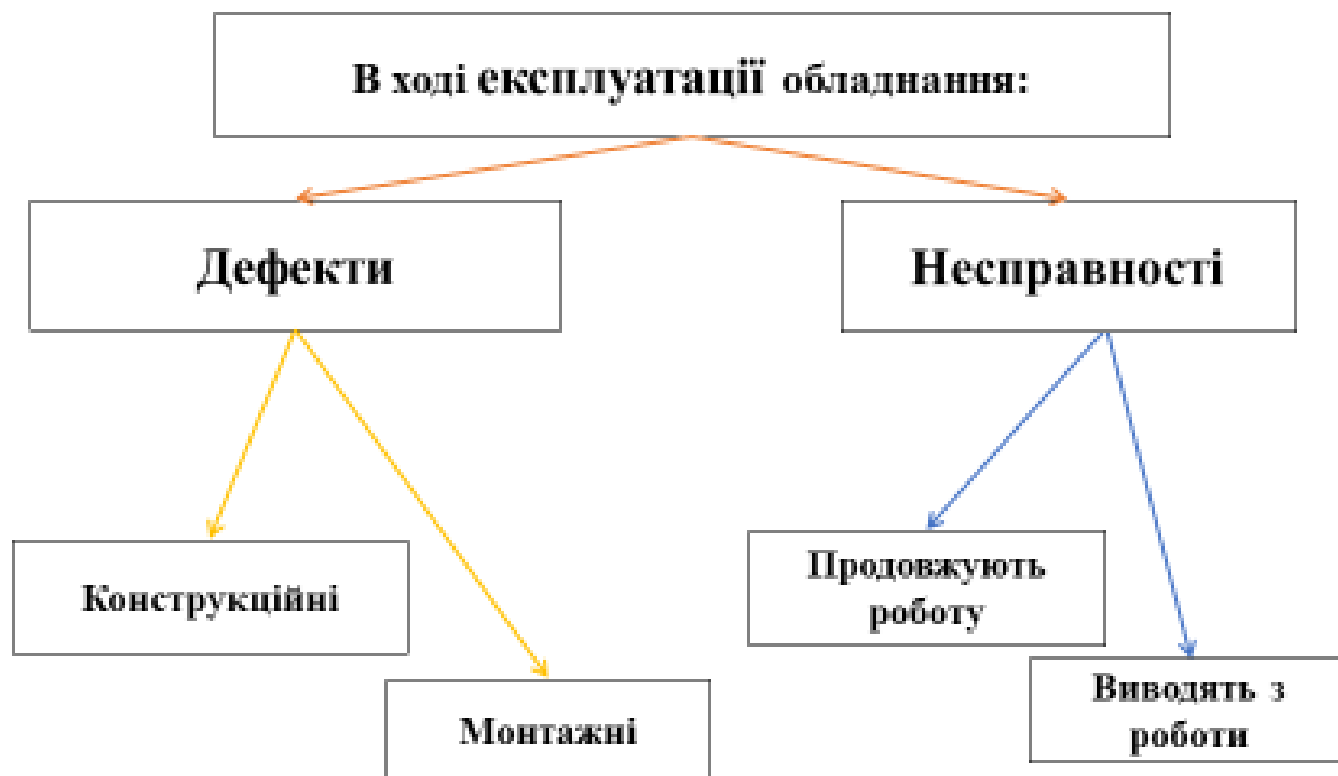 В ході експлуатації обладнання:
Дефекти
Несправності
Конструкційні
Монтажні
Продовжують
роботу
Виводять з
роботи